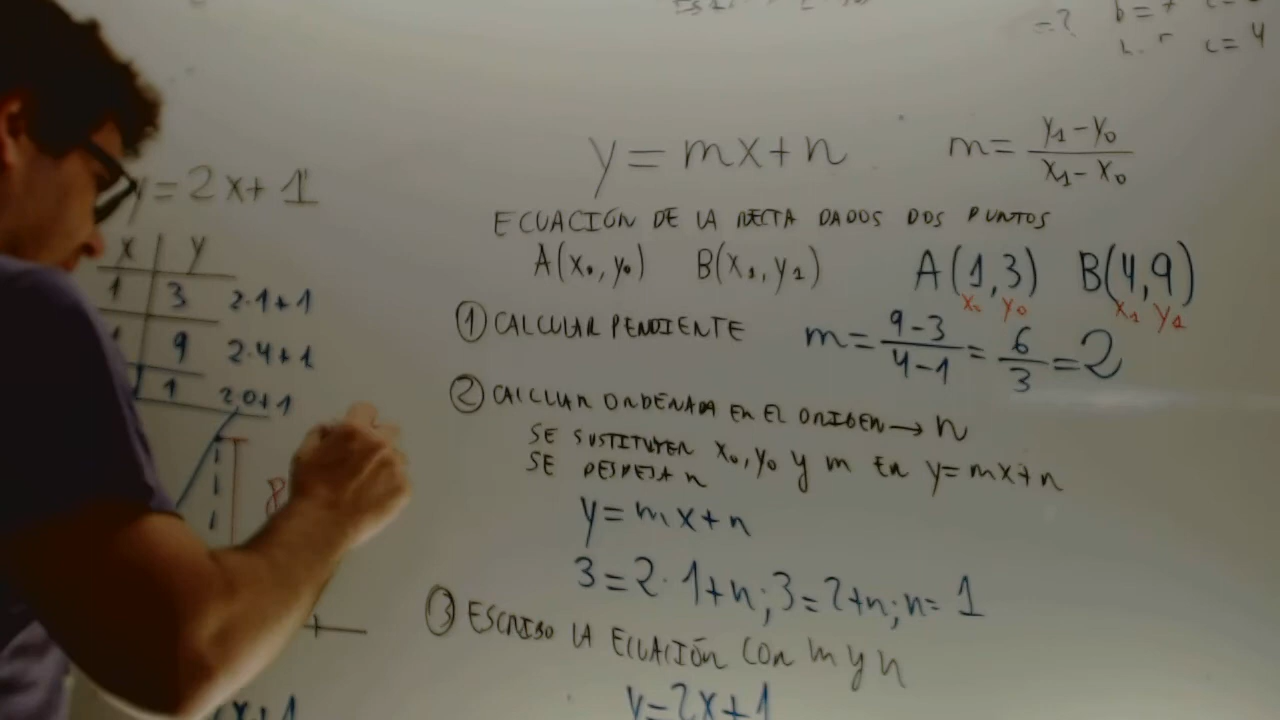 =? b=7
c=4
y=mx+n m= y₁-y₀ / x₁-x₀
ECUACIÓN DE LA RECTA DADOS DOS PUNTOS
A(x₀,y₀) B(x₁,y₁) A(1,3) B(4,9)
x₀ y₀ x₁ y₁
① CALCULAR PENDIENTE m= 9-3 / 4-1 = 6 / 3 =2
② CALCULAR ORDENADA EN EL ORIGEN → n
SE SUSTITUYEN x₀,y₀ y m EN y=mx+n
SE DESPEJA n
y=mx+n
3=2·1+n; 3=2+n; n=1
③ ESCRIBO LA ECUACIÓN CON m y n
y=2x+1
y=2x+1
x y
1 3 2·1+1
9 2·4+1
1 2·0+1
8
x+1